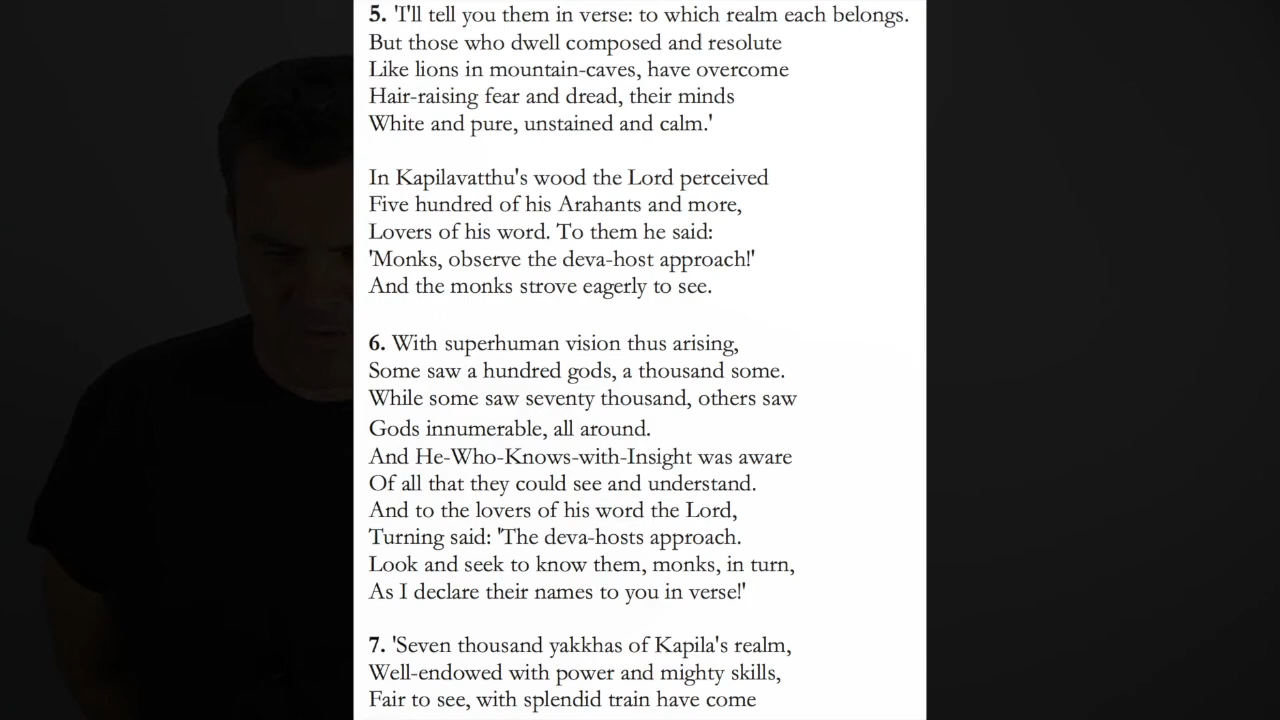 5. 'I'll tell you them in verse: to which realm each belongs.
But those who dwell composed and resolute
Like lions in mountain-caves, have overcome
Hair-raising fear and dread, their minds
White and pure, unstained and calm.'
In Kapilavatthu's wood the Lord perceived
Five hundred of his Arahants and more,
Lovers of his word. To them he said:
'Monks, observe the deva-host approach!'
And the monks strove eagerly to see.
6. With superhuman vision thus arising,
Some saw a hundred gods, a thousand some.
While some saw seventy thousand, others saw
Gods innumerable, all around.
And He-Who-Knows-with-Insight was aware
Of all that they could see and understand.
And to the lovers of his word the Lord,
Turning said: 'The deva-hosts approach.
Look and seek to know them, monks, in turn,
As I declare their names to you in verse!'
7. 'Seven thousand yakkhas of Kapila's realm,
Well-endowed with power and mighty skills,
Fair to see, with splendid train have come